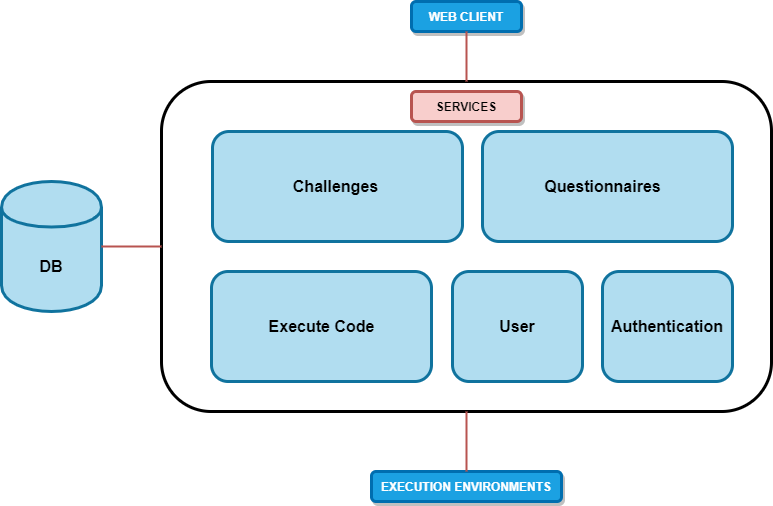 WEB CLIENT
SERVICES
Challenges
Questionnaires
DB
Execute Code
User
Authentication
EXECUTION ENVIRONMENTS